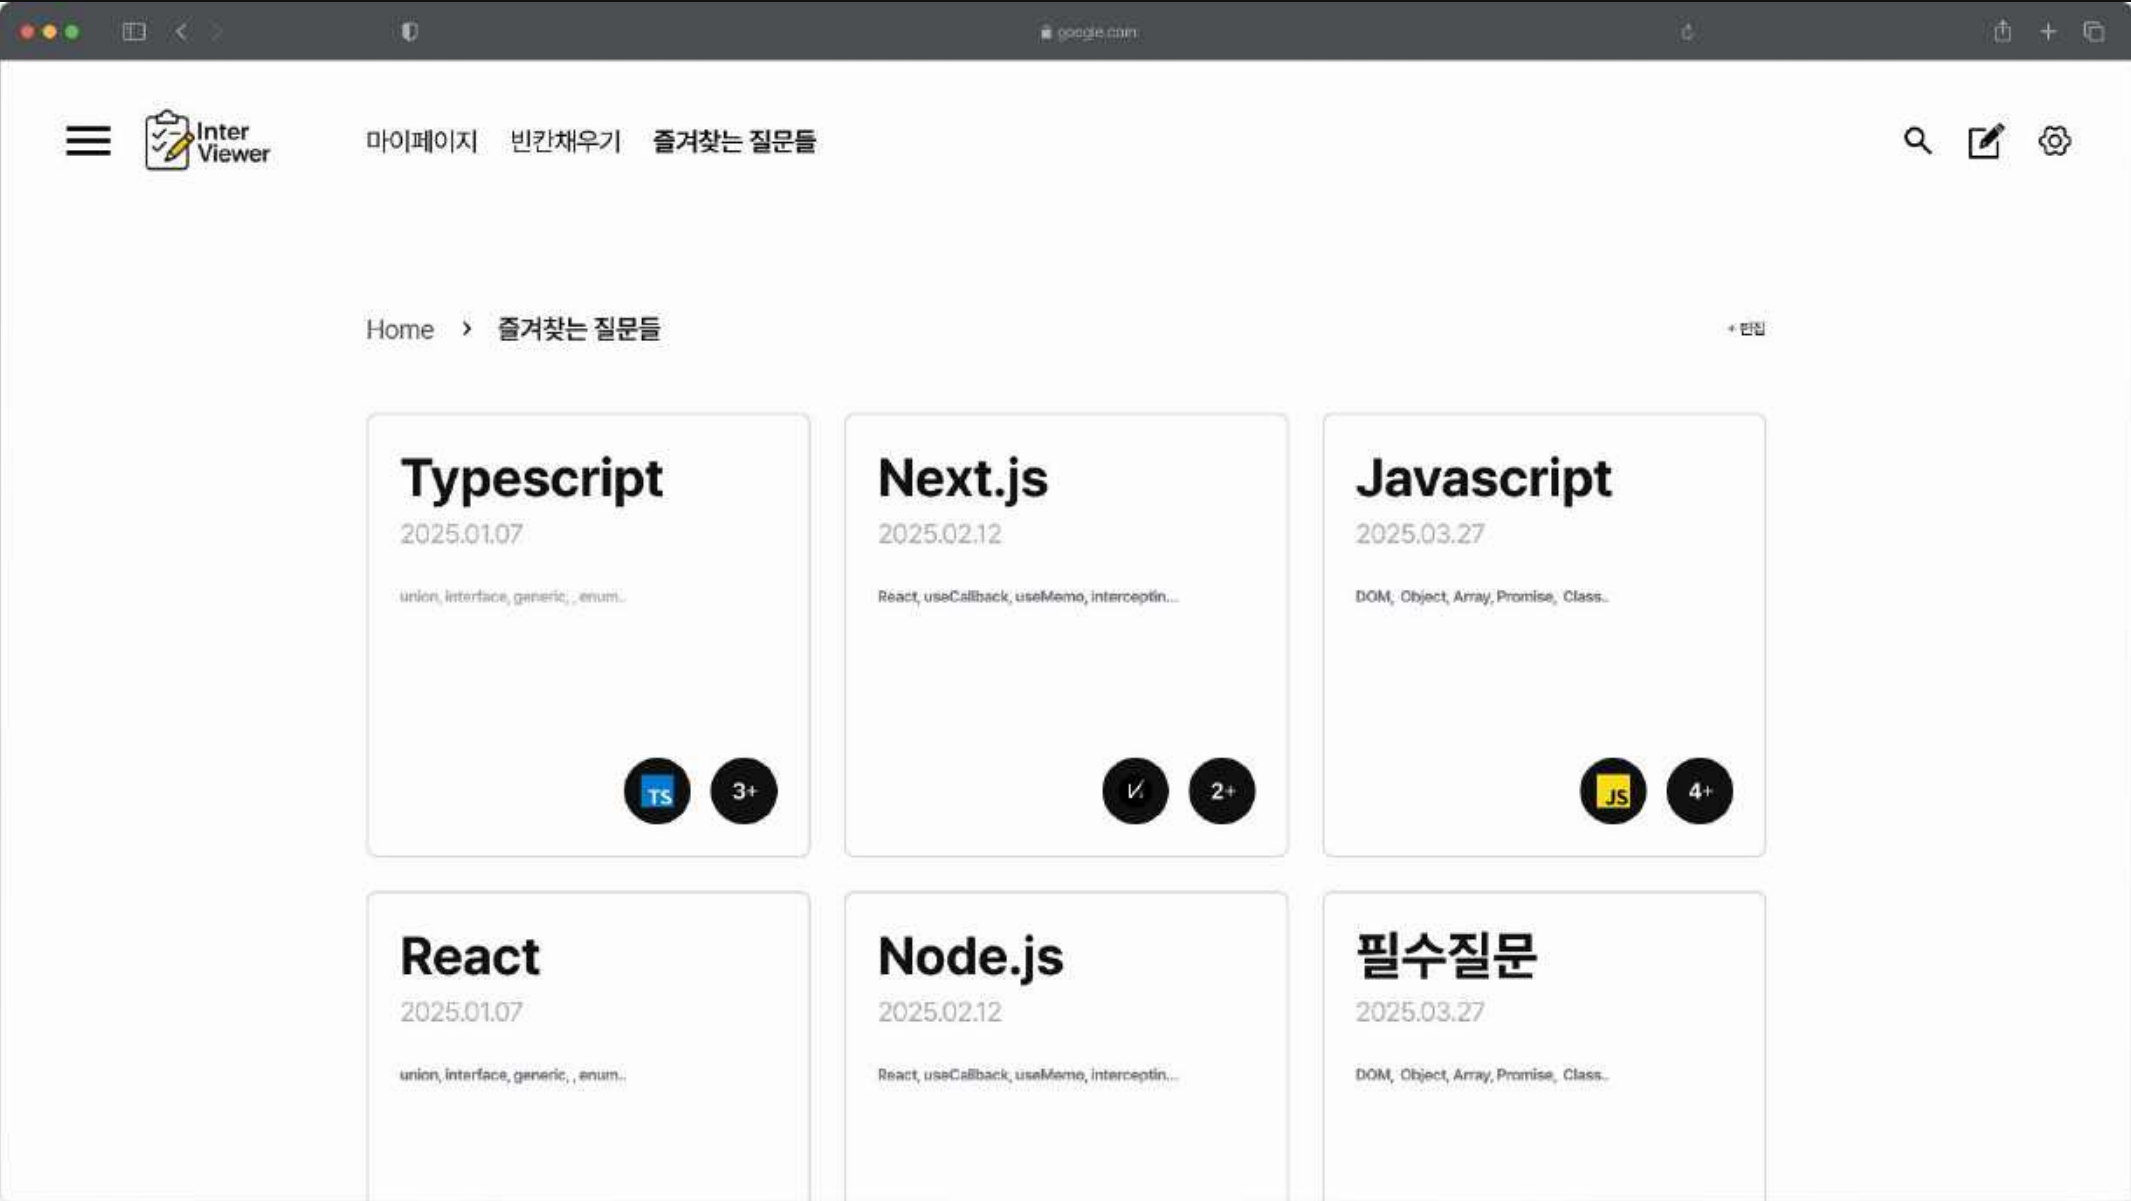 google.com
Inter
Viewer
마이페이지 빈칸채우기 즐겨찾는 질문들
Home > 즐겨찾는 질문들
+ 편집
Typescript
2025.01.07
union, interface, generic, , enum..
TS 3+
Next.js
2025.02.12
React, useCallback, useMemo, interceptin...
2+
Javascript
2025.03.27
DOM, Object, Array, Promise, Class..
JS 4+
React
2025.01.07
union, interface, generic, , enum..
Node.js
2025.02.12
React, useCallback, useMemo, interceptin...
필수질문
2025.03.27
DOM, Object, Array, Promise, Class..